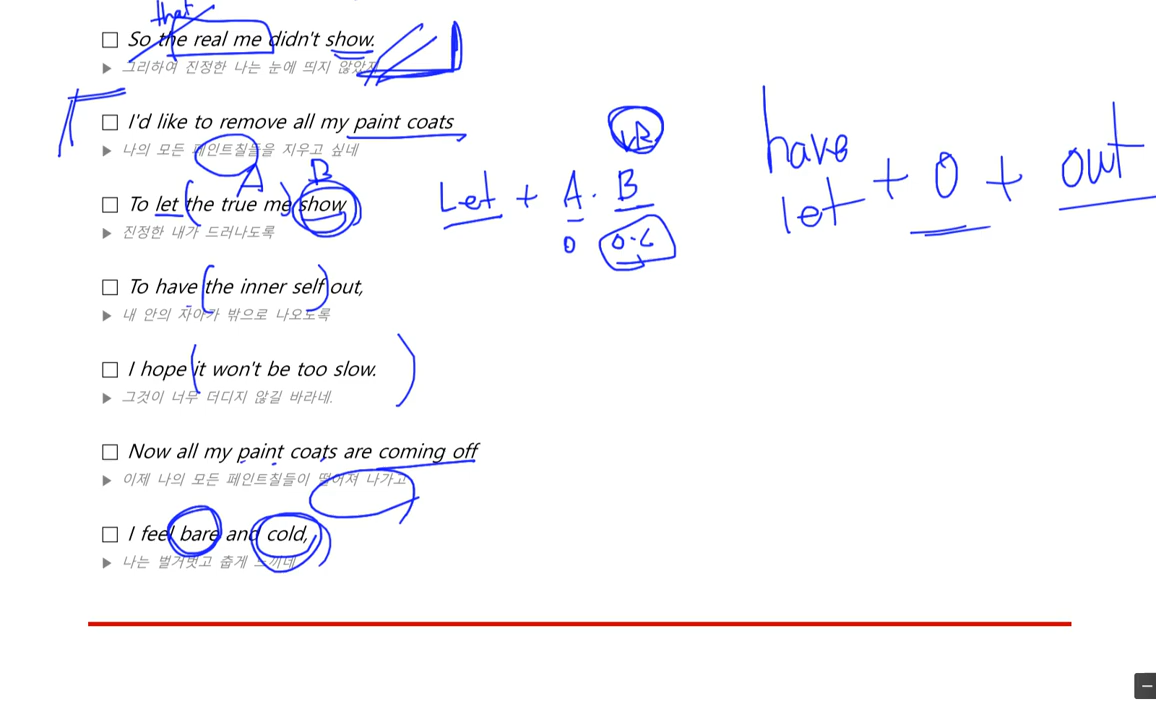 that
So the real me didn't show.
그리하여 진정한 나는 눈에 띄지 않았지
I'd like to remove all my paint coats
나의 모든 페인트칠들을 지우고 싶네
A B
To let the true me show
진정한 내가 드러나도록
To have the inner self out,
내 안의 자아가 밖으로 나오도록
I hope it won't be too slow.
그것이 너무 더디지 않길 바라네.
Now all my paint coats are coming off
이제 나의 모든 페인트칠들이 떨어져 나가고
I feel bare and cold,
나는 벌거벗고 춥게 느끼네
Let + A. B
O O·C
have
let + O + out